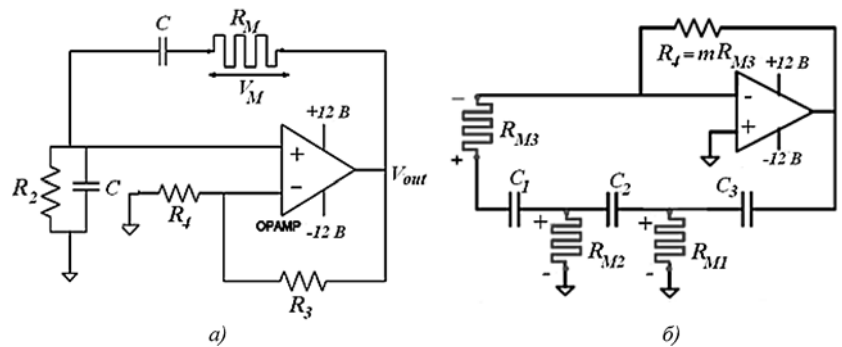 C
R_M
V_M
+12 В
+
R_2
C
V_out
R_4
−
OPAMP
-12 В
R_3
а)
R_4 = mR_M3
+12 В
−
-
R_M3
+
+
-12 В
C_1
C_2
C_3
+
R_M2
-
+
R_M1
-
б)